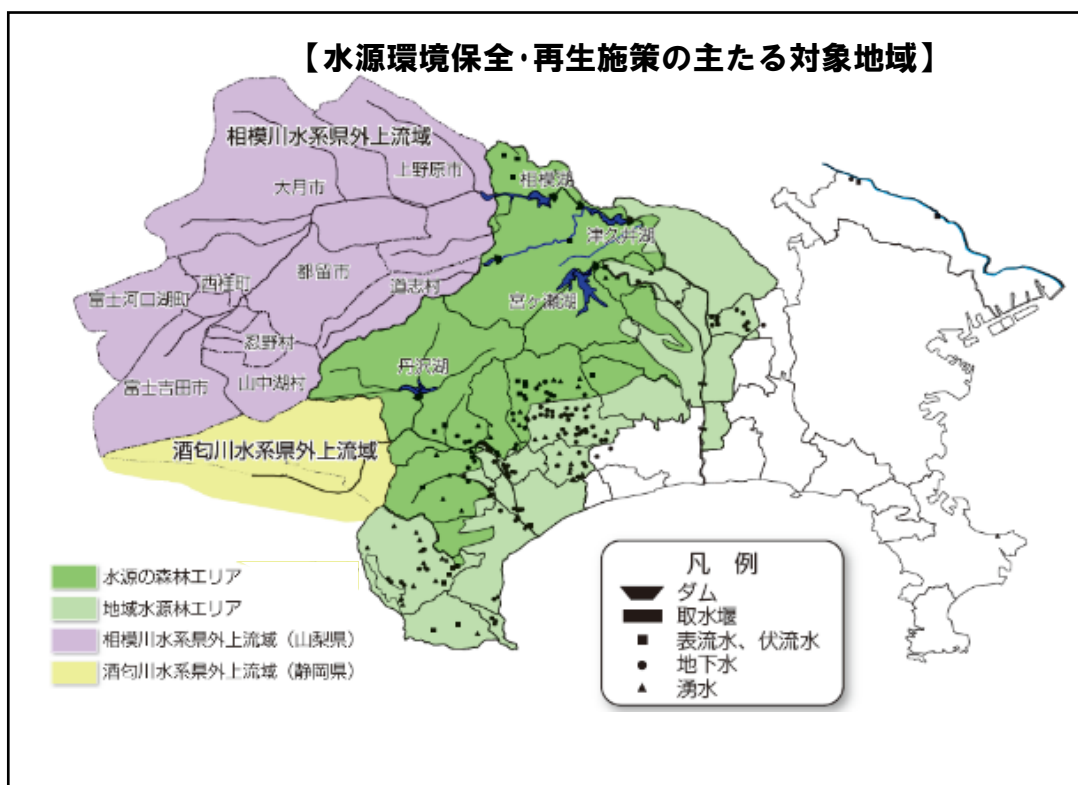 【水源環境保全・再生施策の主たる対象地域】
相模川水系県外上流域
上野原市
大月市
相模湖
津久井湖
都留市
西桂町
道志村
富士河口湖町
宮ヶ瀬湖
忍野村
丹沢湖
山中湖村
富士吉田市
酒匂川水系県外上流域
水源の森林エリア
地域水源林エリア
相模川水系県外上流域（山梨県）
酒匂川水系県外上流域（静岡県）
凡 例
ダム
取水堰
表流水、伏流水
地下水
湧水